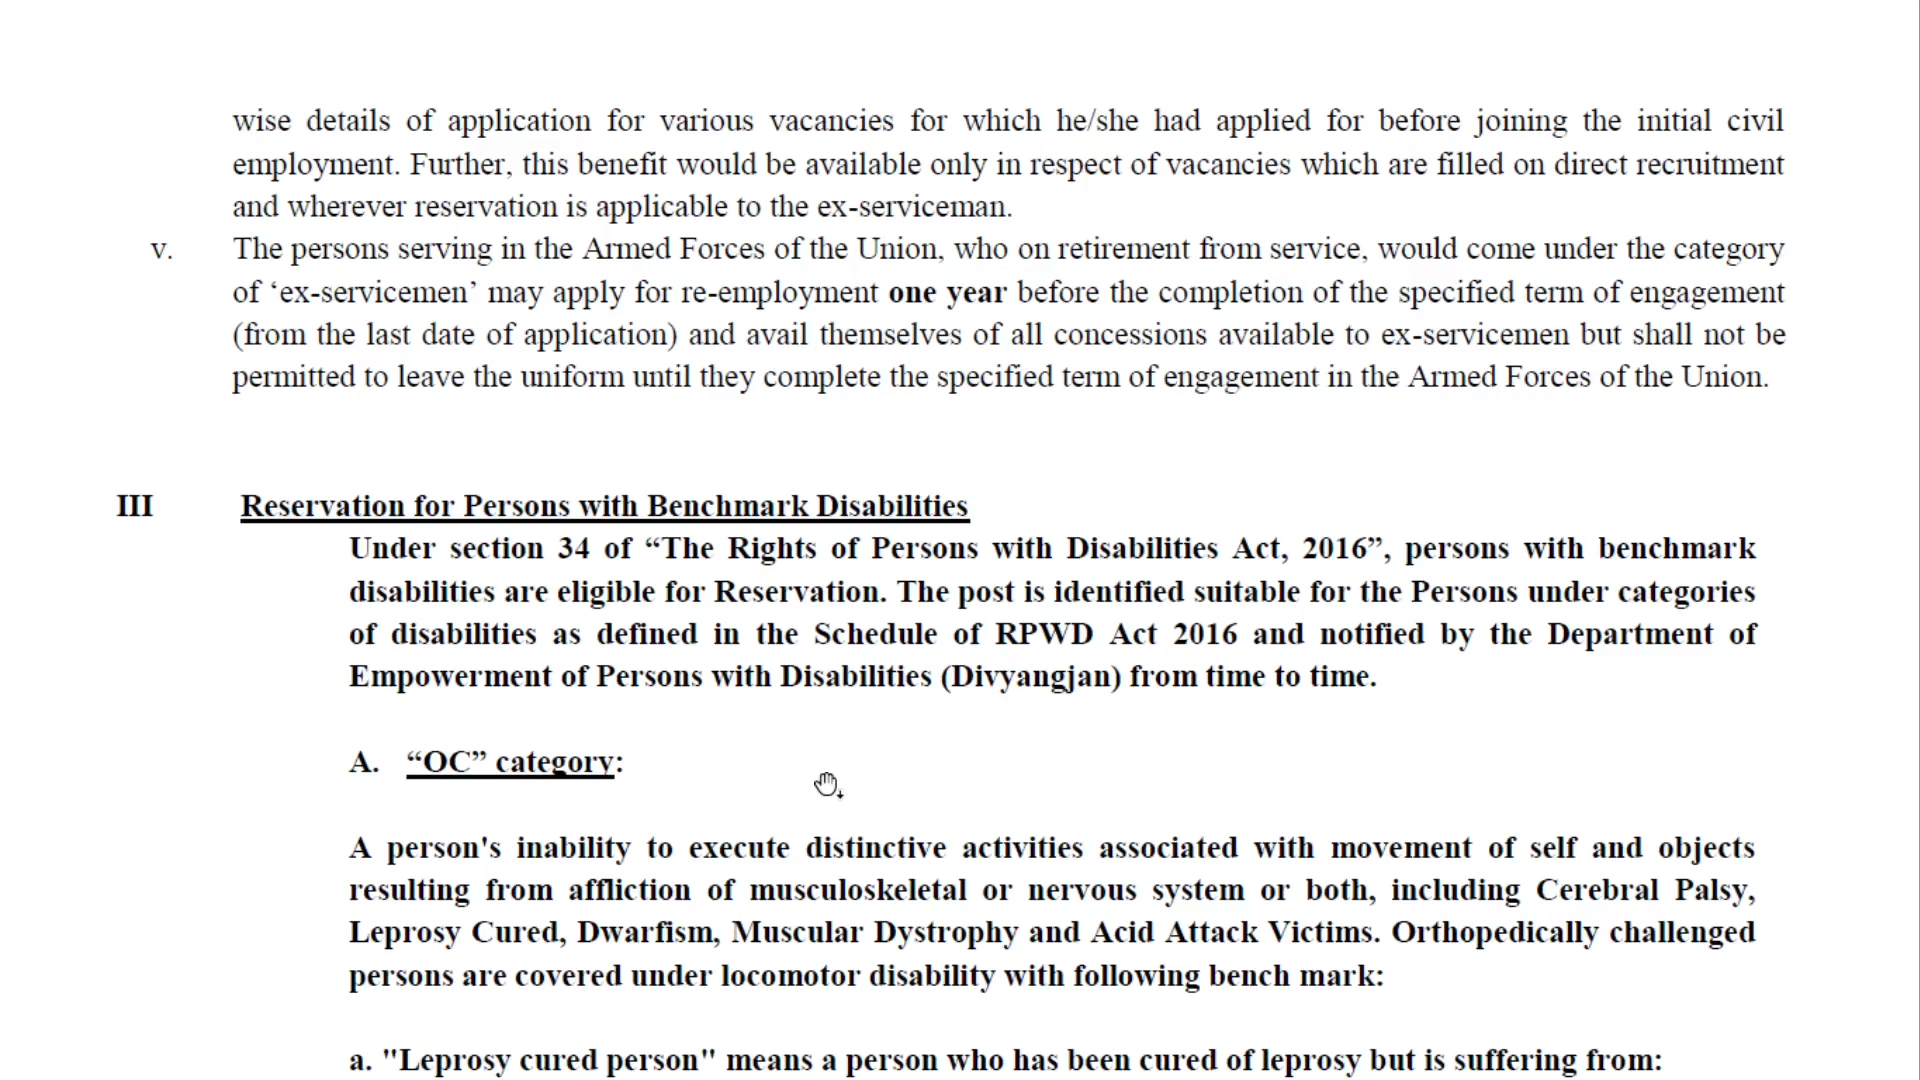 wise details of application for various vacancies for which he/she had applied for before joining the initial civil
employment. Further, this benefit would be available only in respect of vacancies which are filled on direct recruitment
and wherever reservation is applicable to the ex-serviceman.
v. The persons serving in the Armed Forces of the Union, who on retirement from service, would come under the category
of ‘ex-servicemen’ may apply for re-employment one year before the completion of the specified term of engagement
(from the last date of application) and avail themselves of all concessions available to ex-servicemen but shall not be
permitted to leave the uniform until they complete the specified term of engagement in the Armed Forces of the Union.
III Reservation for Persons with Benchmark Disabilities
Under section 34 of “The Rights of Persons with Disabilities Act, 2016”, persons with benchmark
disabilities are eligible for Reservation. The post is identified suitable for the Persons under categories
of disabilities as defined in the Schedule of RPWD Act 2016 and notified by the Department of
Empowerment of Persons with Disabilities (Divyangjan) from time to time.
A. “OC” category:
A person's inability to execute distinctive activities associated with movement of self and objects
resulting from affliction of musculoskeletal or nervous system or both, including Cerebral Palsy,
Leprosy Cured, Dwarfism, Muscular Dystrophy and Acid Attack Victims. Orthopedically challenged
persons are covered under locomotor disability with following bench mark:
a. "Leprosy cured person" means a person who has been cured of leprosy but is suffering from: